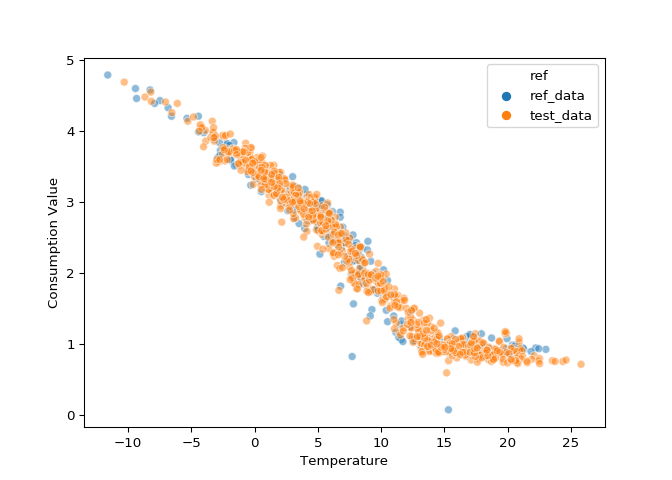 ref
ref_data
test_data
5
4
3
2
1
0
Consumption Value
−10 −5 0 5 10 15 20 25
Temperature